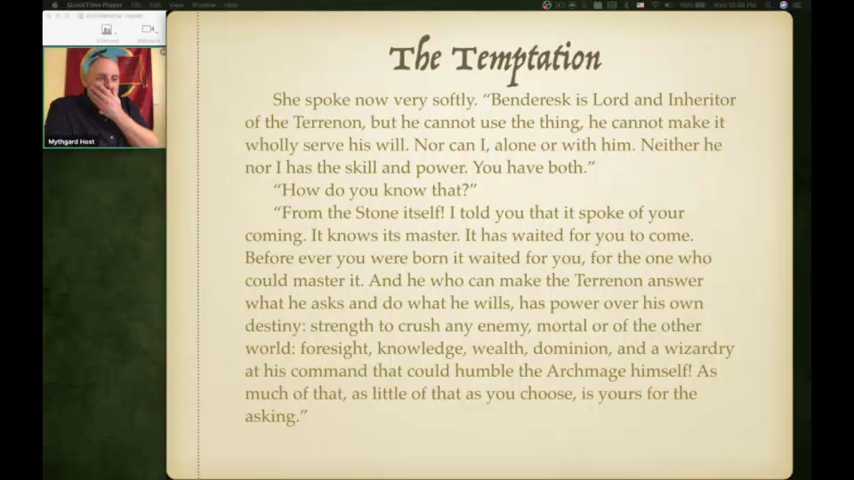 QuickTime Player
View
Window
Help
Mythgard Host
The Temptation
She spoke now very softly. “Benderesk is Lord and Inheritor
of the Terrenon, but he cannot use the thing, he cannot make it
wholly serve his will. Nor can I, alone or with him. Neither he
nor I has the skill and power. You have both.”
“How do you know that?”
“From the Stone itself! I told you that it spoke of your
coming. It knows its master. It has waited for you to come.
Before ever you were born it waited for you, for the one who
could master it. And he who can make the Terrenon answer
what he asks and do what he wills, has power over his own
destiny: strength to crush any enemy, mortal or of the other
world: foresight, knowledge, wealth, dominion, and a wizardry
at his command that could humble the Archmage himself! As
much of that, as little of that as you choose, is yours for the
asking.”